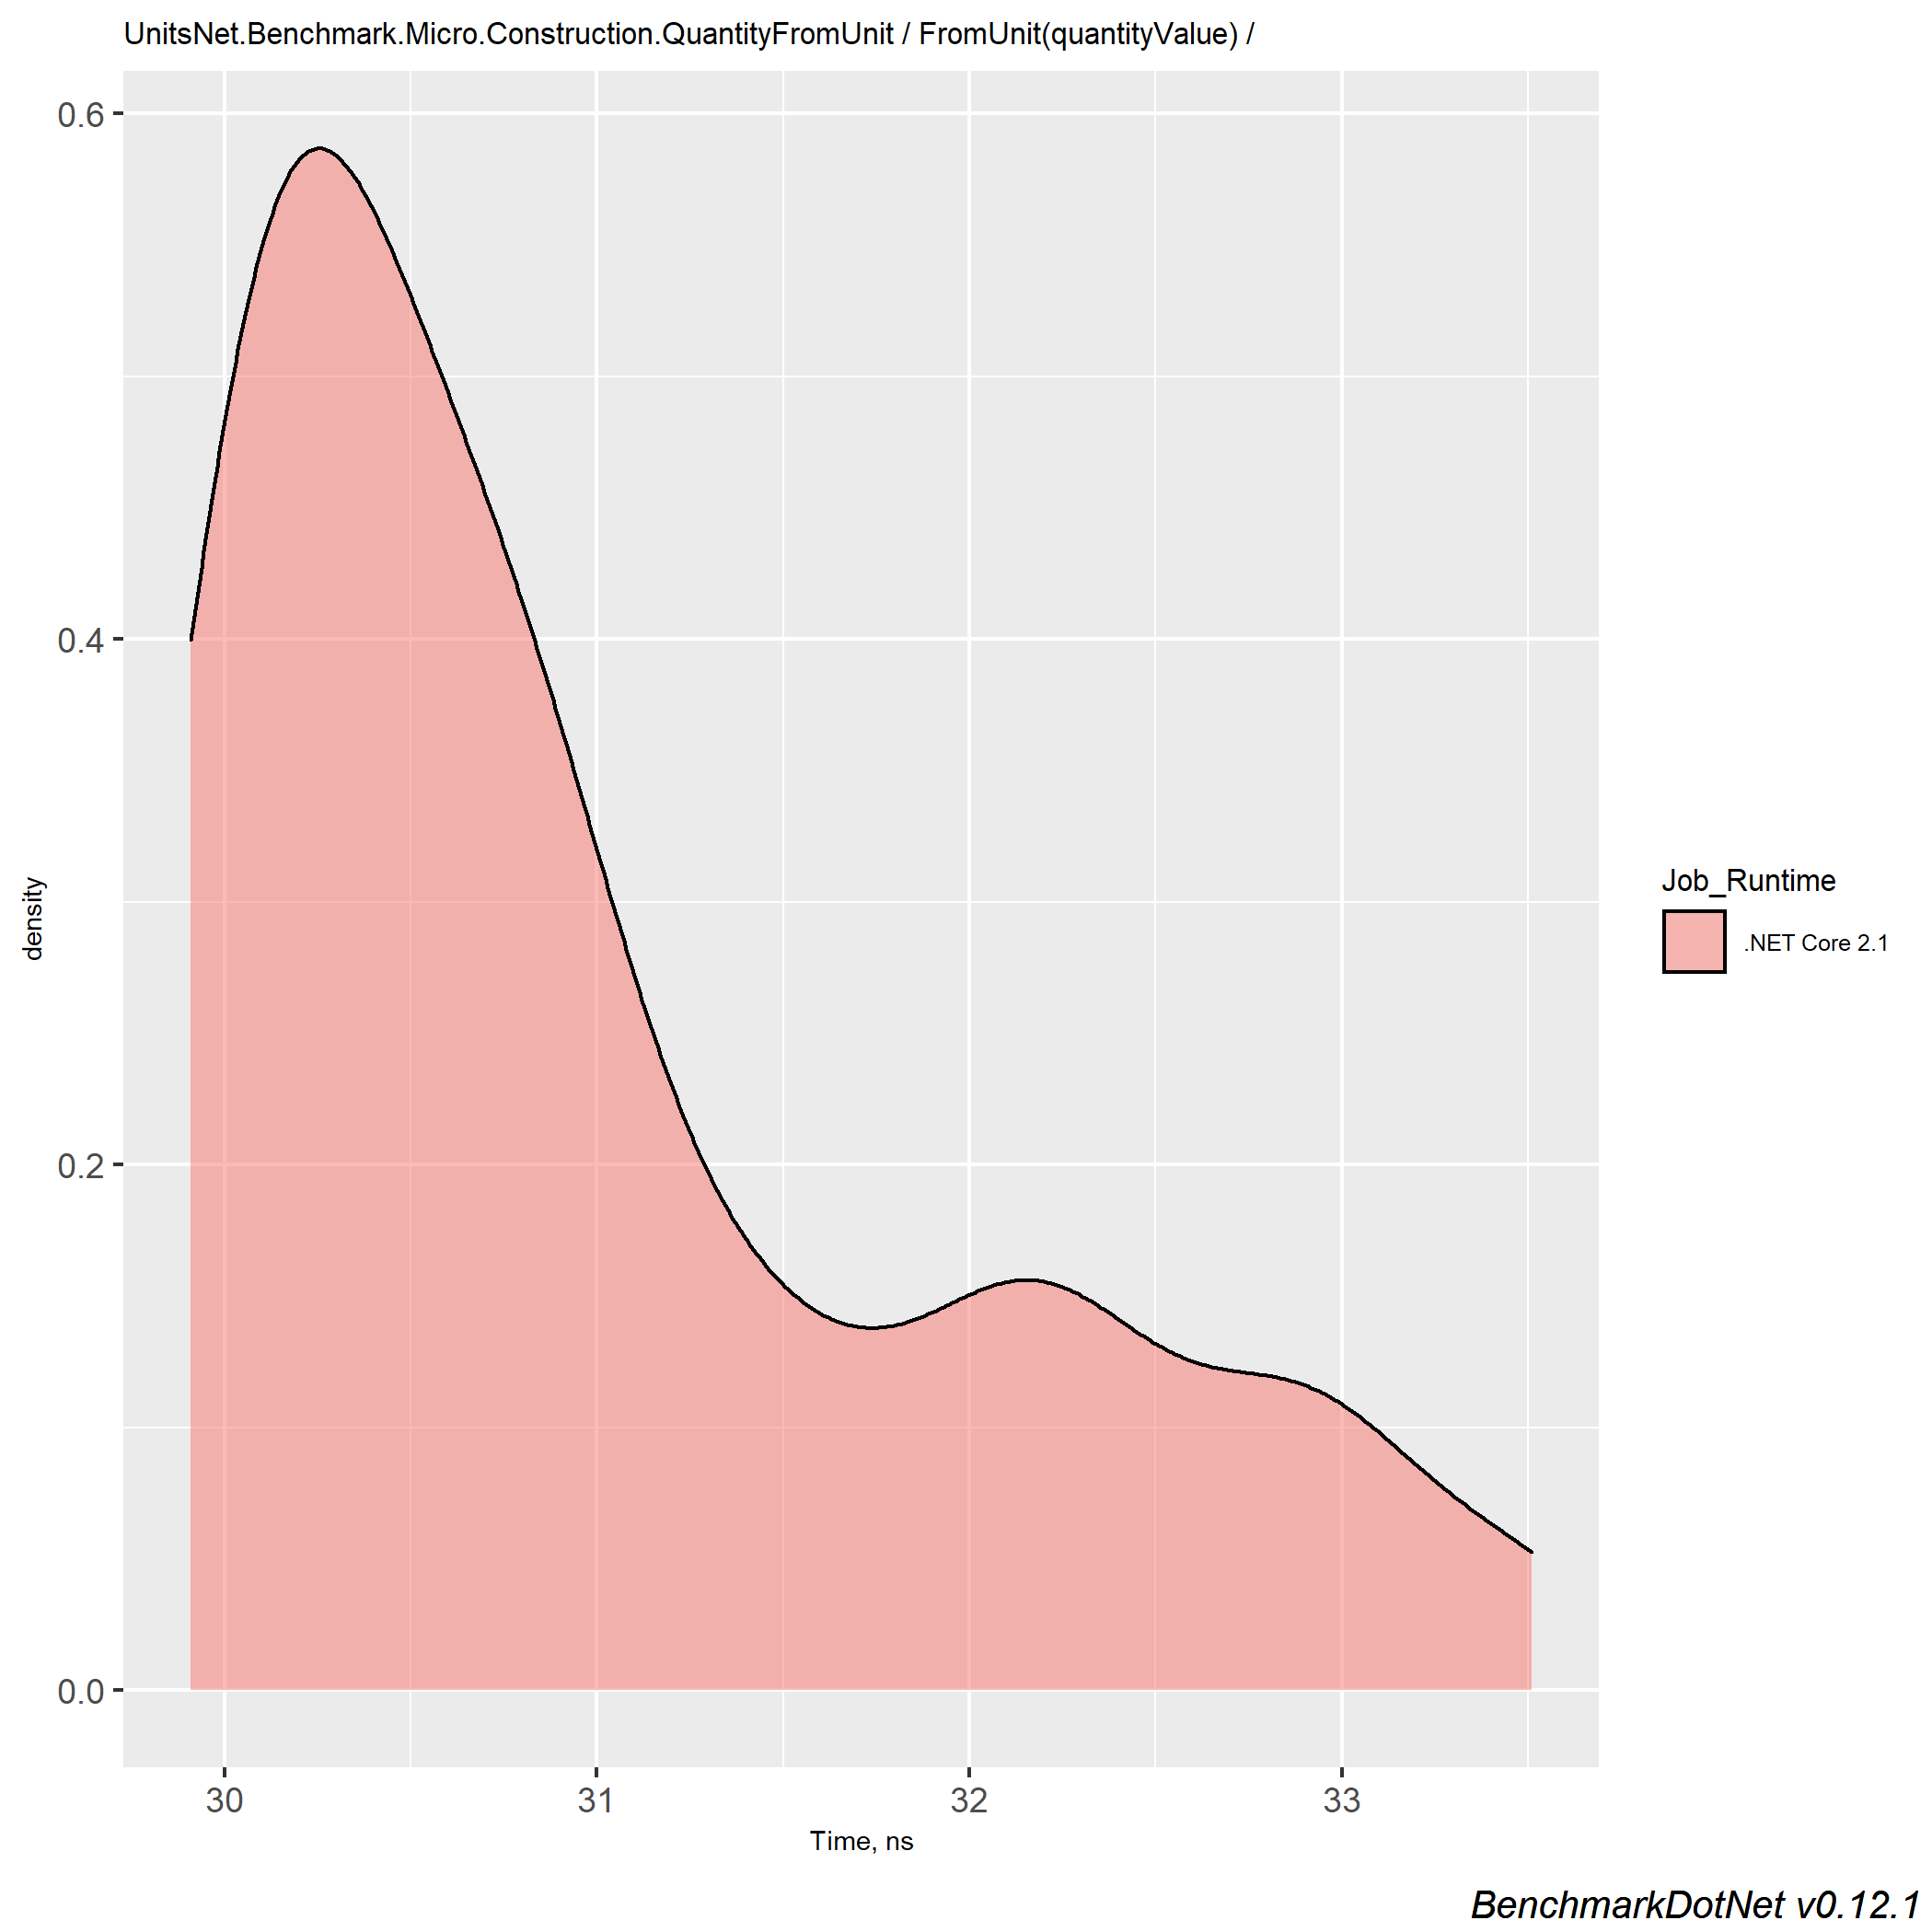 UnitsNet.Benchmark.Micro.Construction.QuantityFromUnit / FromUnit(quantityValue) /
0.6
0.4
0.2
0.0
density
30 31 32 33
Time, ns
Job_Runtime
.NET Core 2.1
BenchmarkDotNet v0.12.1